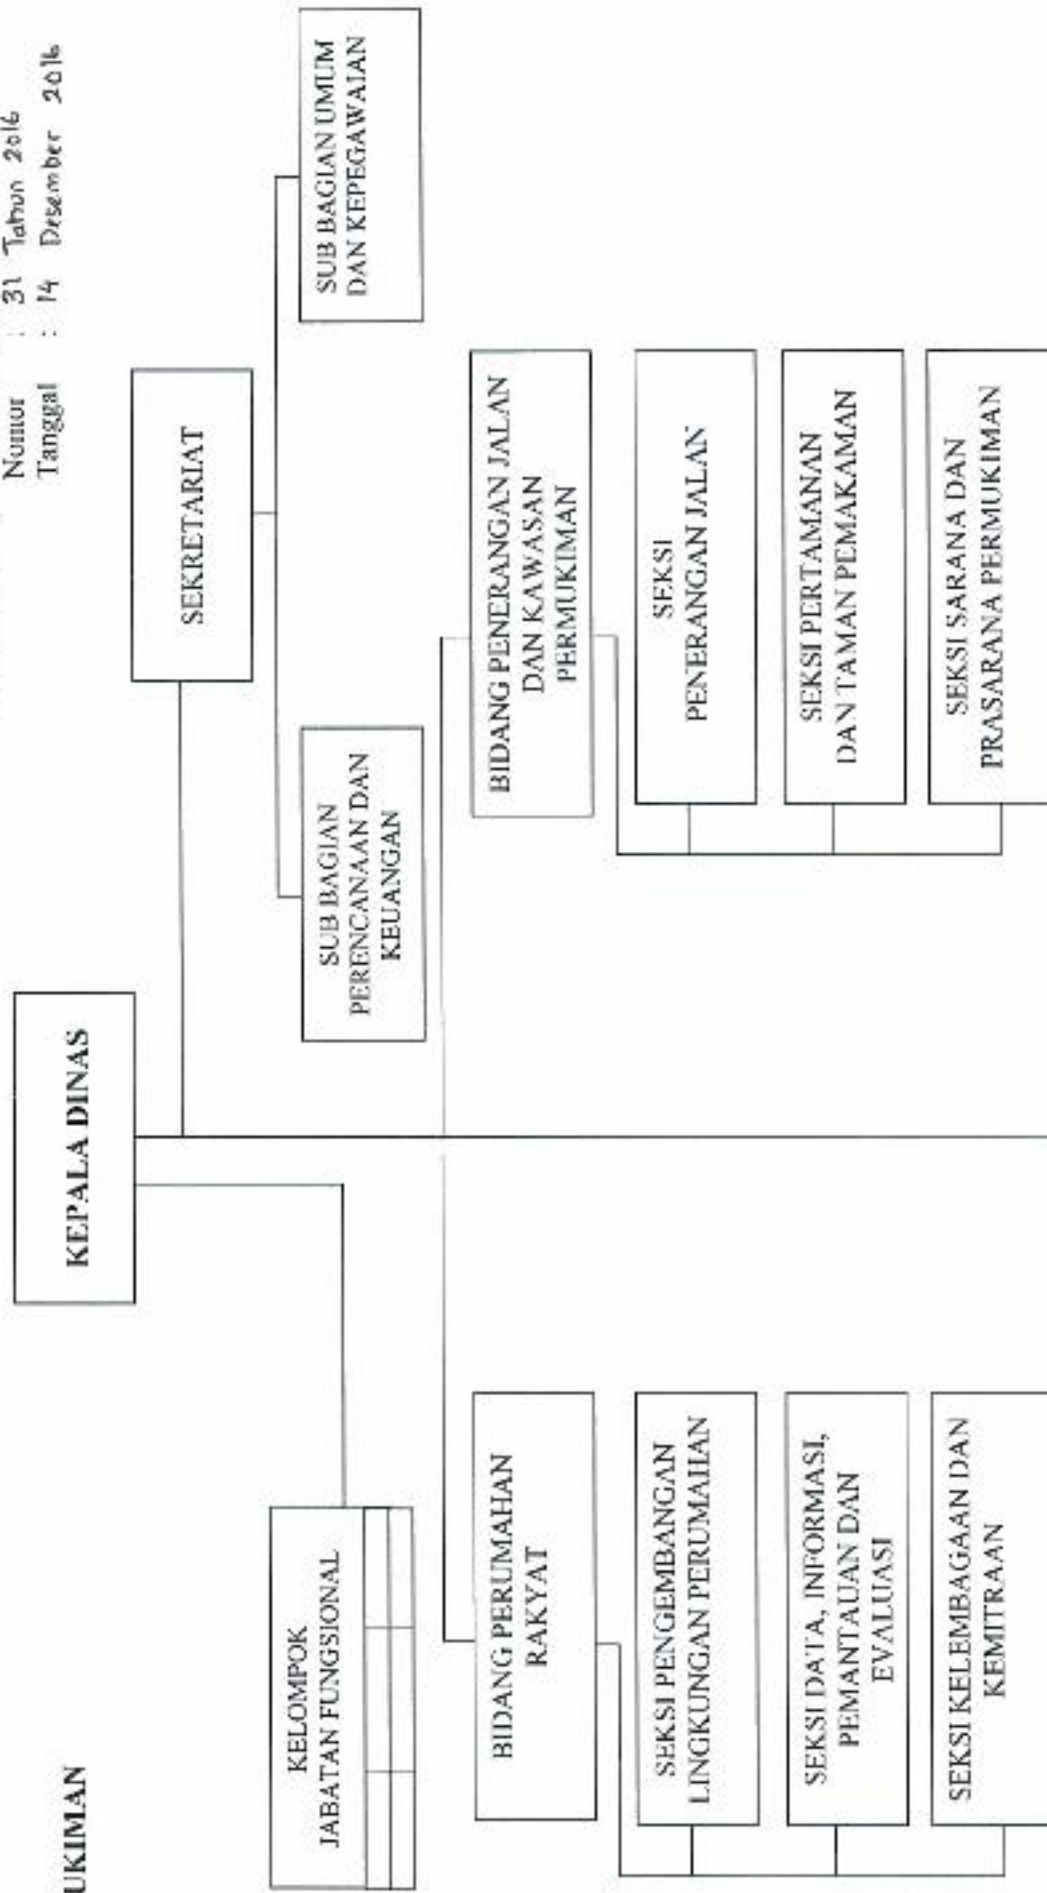 Nomor : 31 Tahun 2016
Tanggal : 14 Desember 2016
UKIMAN
KEPALA DINAS
SEKRETARIAT
KELOMPOK
JABATAN FUNGSIONAL
SUB BAGIAN
PERENCANAAN DAN
KEUANGAN
SUB BAGIAN UMUM
DAN KEPEGAWAIAN
BIDANG PERUMAHAN
RAKYAT
BIDANG PENERANGAN JALAN
DAN KAWASAN
PERMUKIMAN
SEKSI PENGEMBANGAN
LINGKUNGAN PERUMAHAN
SEKSI
PENERANGAN JALAN
SEKSI DATA, INFORMASI,
PEMANTAUAN DAN
EVALUASI
SEKSI PERTAMANAN
DAN TAMAN PEMAKAMAN
SEKSI KELEMBAGAAN DAN
KEMITRAAN
SEKSI SARANA DAN
PRASARANA PERMUKIMAN